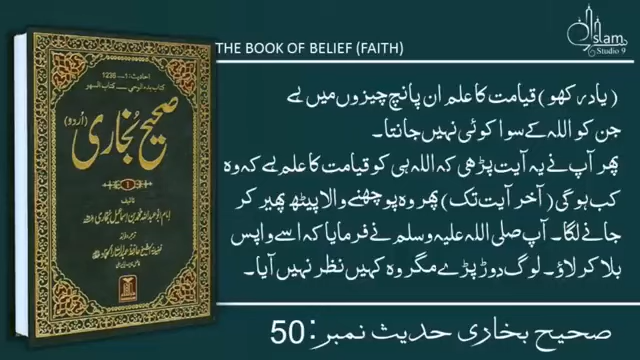 Islam
Studio 9
THE BOOK OF BELIEF (FAITH)
(یاد رکھو) قیامت کا علم ان پانچ چیزوں میں ہے
جن کو اللہ کے سوا کوئی نہیں جانتا۔
پھر آپ نے یہ آیت پڑھی کہ اللہ ہی کو قیامت کا علم ہے کہ وہ
کب ہوگی (آخر آیت تک) پھر وہ پوچھنے والا پیٹھ پھیر کر
جانے لگا۔ آپ صلی اللہ علیہ وسلم نے فرمایا کہ اسے واپس
بلا کر لاؤ۔ لوگ دوڑ پڑے مگر وہ کہیں نظر نہیں آیا۔
صحیح بخاری حدیث نمبر: 50
صحیح بخاری
(اردو)